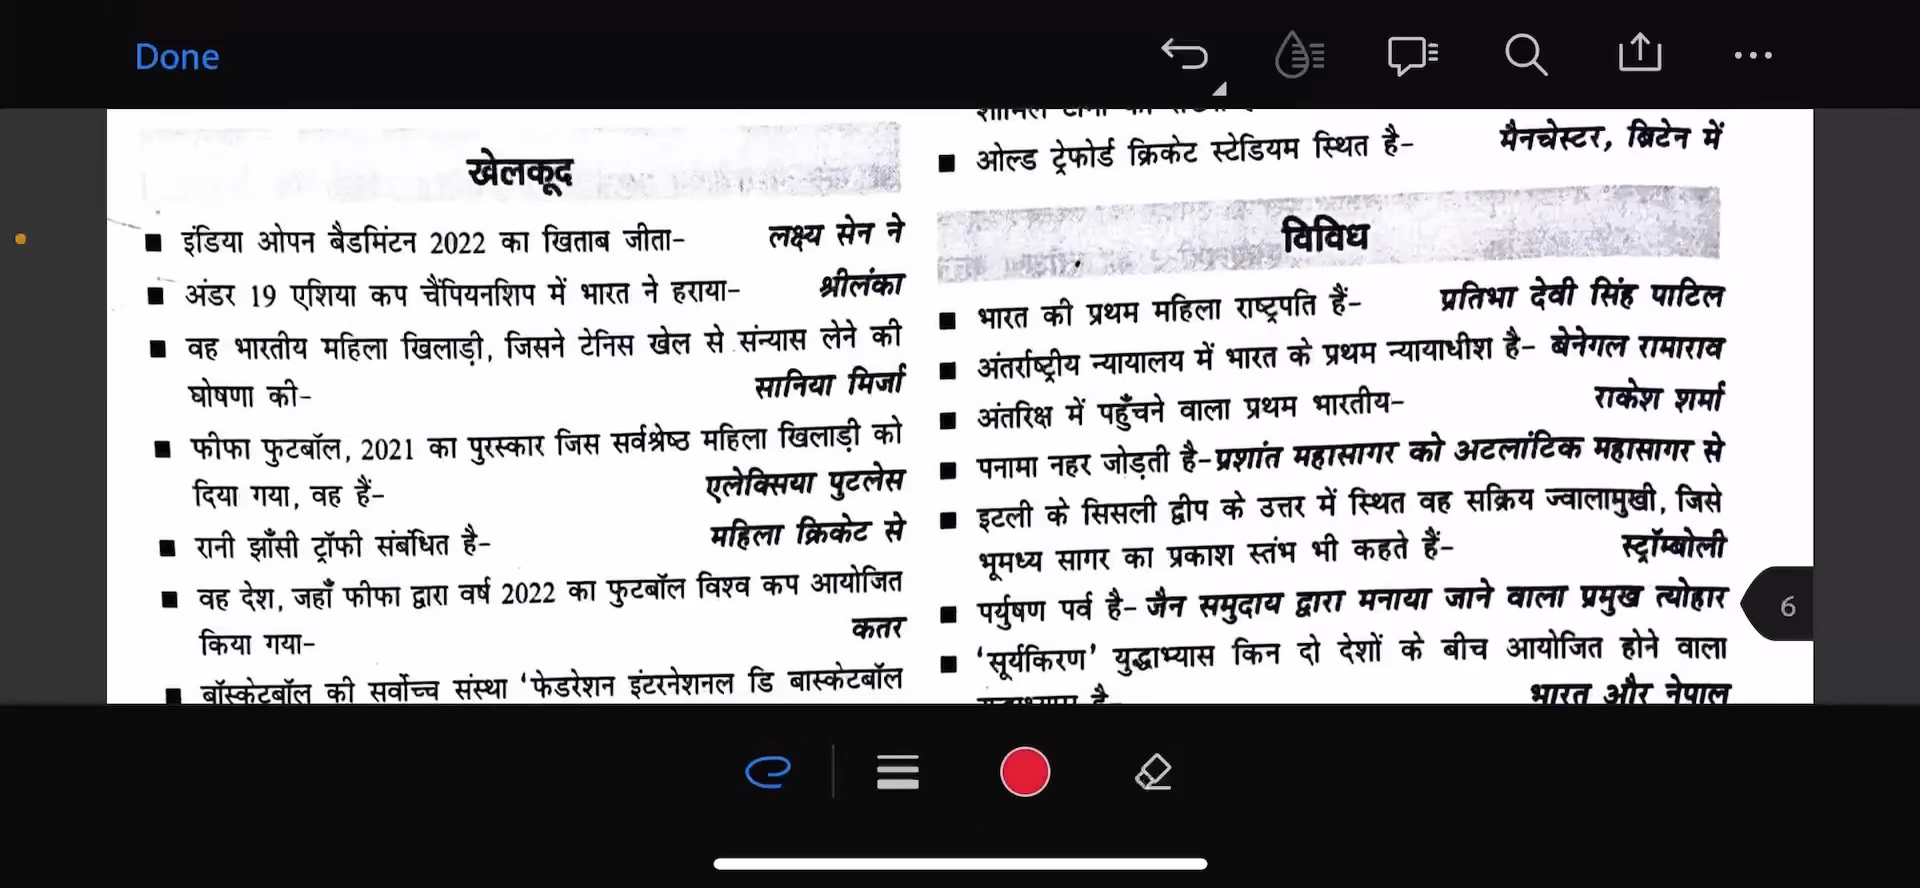 Done
खेलकूद
■ इंडिया ओपन बैडमिंटन 2022 का खिताब जीता- लक्ष्य सेन ने
■ अंडर 19 एशिया कप चैंपियनशिप में भारत ने हराया- श्रीलंका
■ वह भारतीय महिला खिलाड़ी, जिसने टेनिस खेल से संन्यास लेने की
घोषणा की- सानिया मिर्जा
■ फीफा फुटबॉल, 2021 का पुरस्कार जिस सर्वश्रेष्ठ महिला खिलाड़ी को
दिया गया, वह हैं- एलेक्सिया पुटलेस
■ रानी झाँसी ट्रॉफी संबंधित है- महिला क्रिकेट से
■ वह देश, जहाँ फीफा द्वारा वर्ष 2022 का फुटबॉल विश्व कप आयोजित
किया गया- कतर
■ बॉस्केटबॉल की सर्वोच्च संस्था 'फेडरेशन इंटरनेशनल डि बास्केटबॉल
■ ओल्ड ट्रेफोर्ड क्रिकेट स्टेडियम स्थित है- मैनचेस्टर, ब्रिटेन में
विविध
■ भारत की प्रथम महिला राष्ट्रपति हैं- प्रतिभा देवी सिंह पाटिल
■ अंतर्राष्ट्रीय न्यायालय में भारत के प्रथम न्यायाधीश है- बेनेगल रामाराव
■ अंतरिक्ष में पहुँचने वाला प्रथम भारतीय- राकेश शर्मा
■ पनामा नहर जोड़ती है- प्रशांत महासागर को अटलांटिक महासागर से
■ इटली के सिसली द्वीप के उत्तर में स्थित वह सक्रिय ज्वालामुखी, जिसे
भूमध्य सागर का प्रकाश स्तंभ भी कहते हैं- स्ट्रॉम्बोली
■ पर्युषण पर्व है- जैन समुदाय द्वारा मनाया जाने वाला प्रमुख त्योहार
■ 'सूर्यकिरण' युद्धाभ्यास किन दो देशों के बीच आयोजित होने वाला
भारत और नेपाल
6